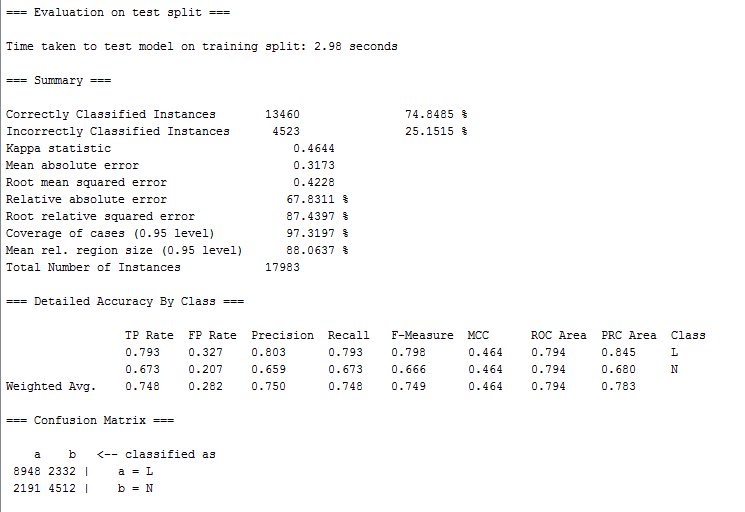 === Evaluation on test split ===
Time taken to test model on training split: 2.98 seconds
=== Summary ===
Correctly Classified Instances 13460 74.8485 %
Incorrectly Classified Instances 4523 25.1515 %
Kappa statistic 0.4644
Mean absolute error 0.3173
Root mean squared error 0.4228
Relative absolute error 67.8311 %
Root relative squared error 87.4397 %
Coverage of cases (0.95 level) 97.3197 %
Mean rel. region size (0.95 level) 88.0637 %
Total Number of Instances 17983
=== Detailed Accuracy By Class ===
TP Rate FP Rate Precision Recall F-Measure MCC ROC Area PRC Area Class
0.793 0.327 0.803 0.793 0.798 0.464 0.794 0.845 L
0.673 0.207 0.659 0.673 0.666 0.464 0.794 0.680 N
Weighted Avg. 0.748 0.282 0.750 0.748 0.749 0.464 0.794 0.783
=== Confusion Matrix ===
a b <-- classified as
8948 2332 | a = L
2191 4512 | b = N